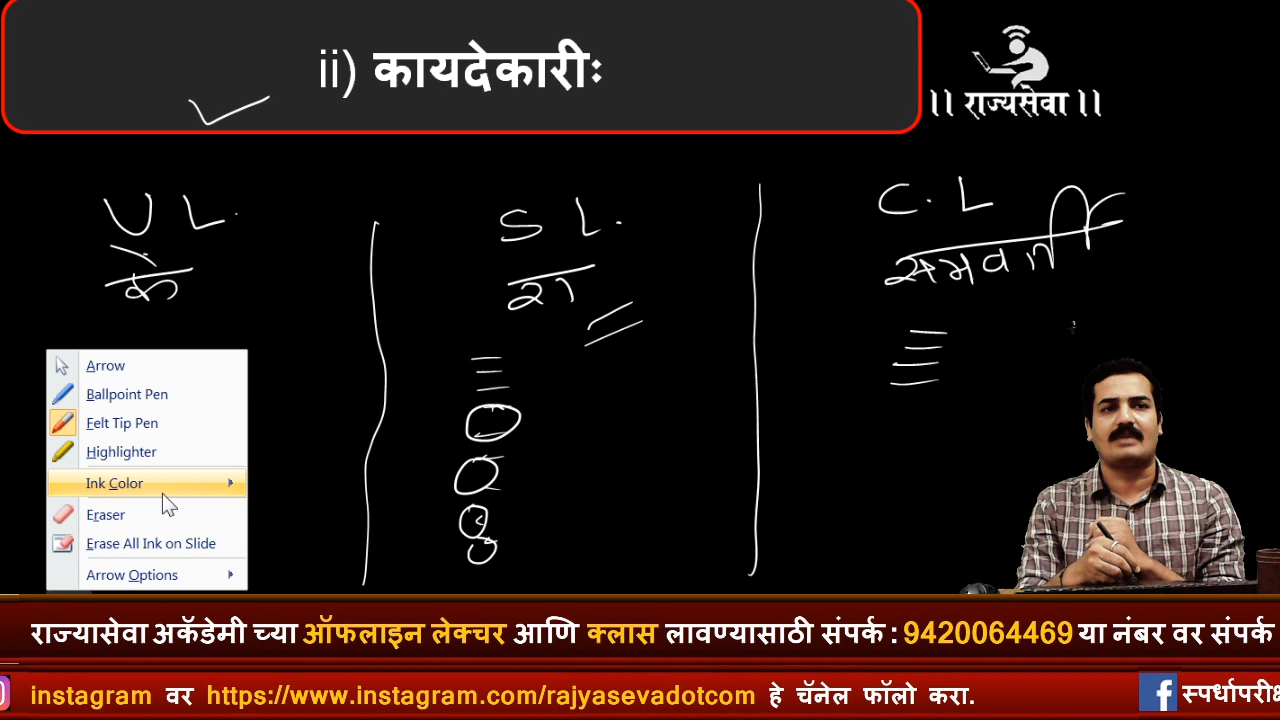 ii) कायदेकारीः
।। राज्यसेवा ।।
U L.
S L.
C. L
के
रा
समवर्ती
Arrow
Ballpoint Pen
Felt Tip Pen
Highlighter
Ink Color
Eraser
Erase All Ink on Slide
Arrow Options
राज्यासेवा अकॅडेमी च्या ऑफलाइन लेक्चर आणि क्लास लावण्यासाठी संपर्क : 9420064469 या नंबर वर संपर्क
instagram वर https://www.instagram.com/rajyasevadotcom हे चॅनेल फॉलो करा.
f स्पर्धापरीक्ष